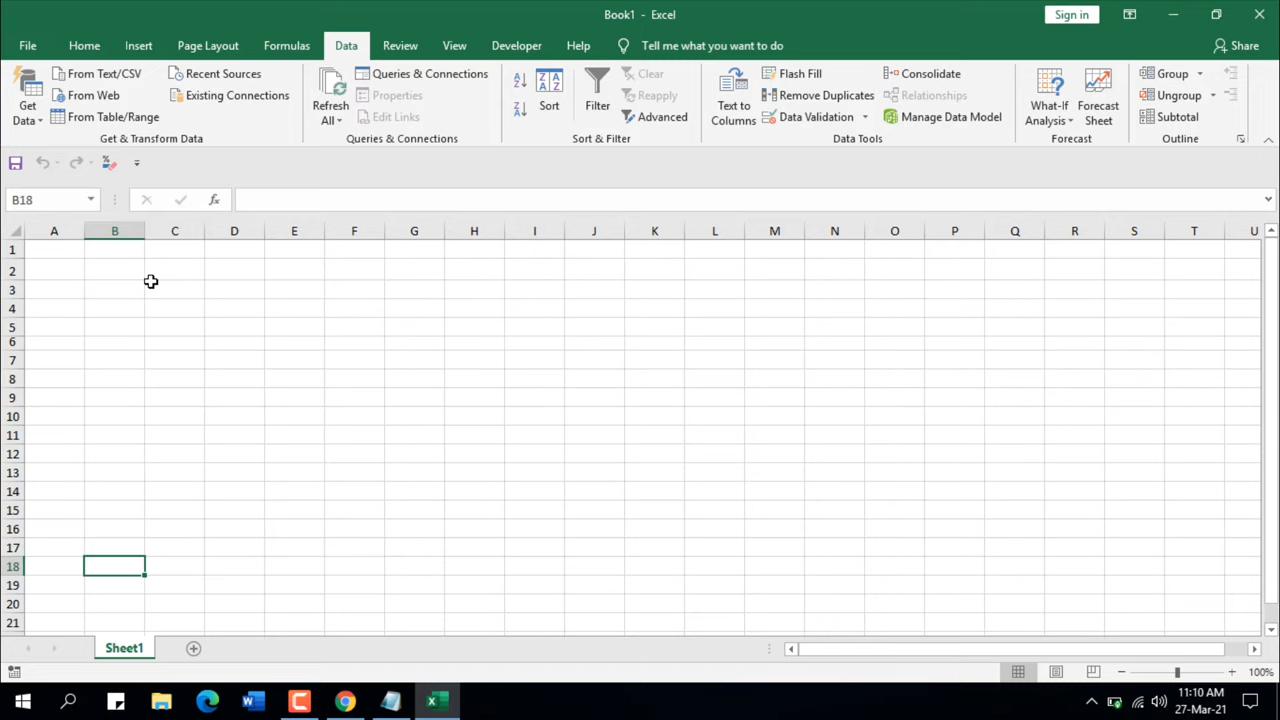 Book1 - Excel
Sign in
File Home Insert Page Layout Formulas Data Review View Developer Help Tell me what you want to do Share
Get Data
From Text/CSV
From Web
From Table/Range
Recent Sources
Existing Connections
Get & Transform Data
Refresh All
Queries & Connections
Properties
Edit Links
Queries & Connections
Sort
Filter
Clear
Reapply
Advanced
Sort & Filter
Text to Columns
Flash Fill
Remove Duplicates
Data Validation
Consolidate
Relationships
Manage Data Model
Data Tools
What-If Analysis
Forecast Sheet
Forecast
Group
Ungroup
Subtotal
Outline
B18
fx
A B C D E F G H I J K L M N O P Q R S T U
1
2
3
4
5
6
7
8
9
10
11
12
13
14
15
16
17
18
19
20
21
Sheet1
100%
11:10 AM
27-Mar-21